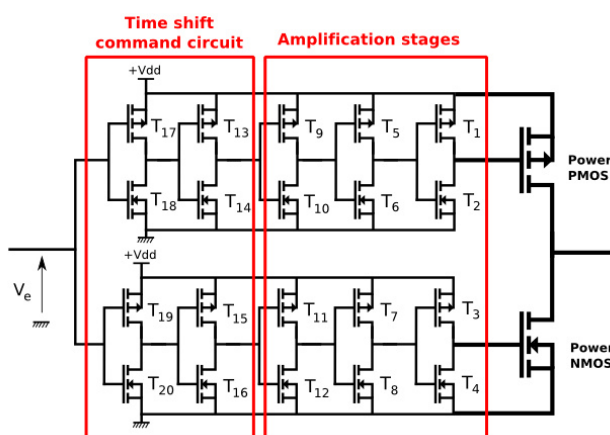 Time shift
command circuit
Amplification stages
+Vdd
T17 T13 T9 T5 T1
Power
PMOS
T18 T14 T10 T6 T2
+Vdd
Ve
T19 T15 T11 T7 T3
Power
NMOS
T20 T16 T12 T8 T4